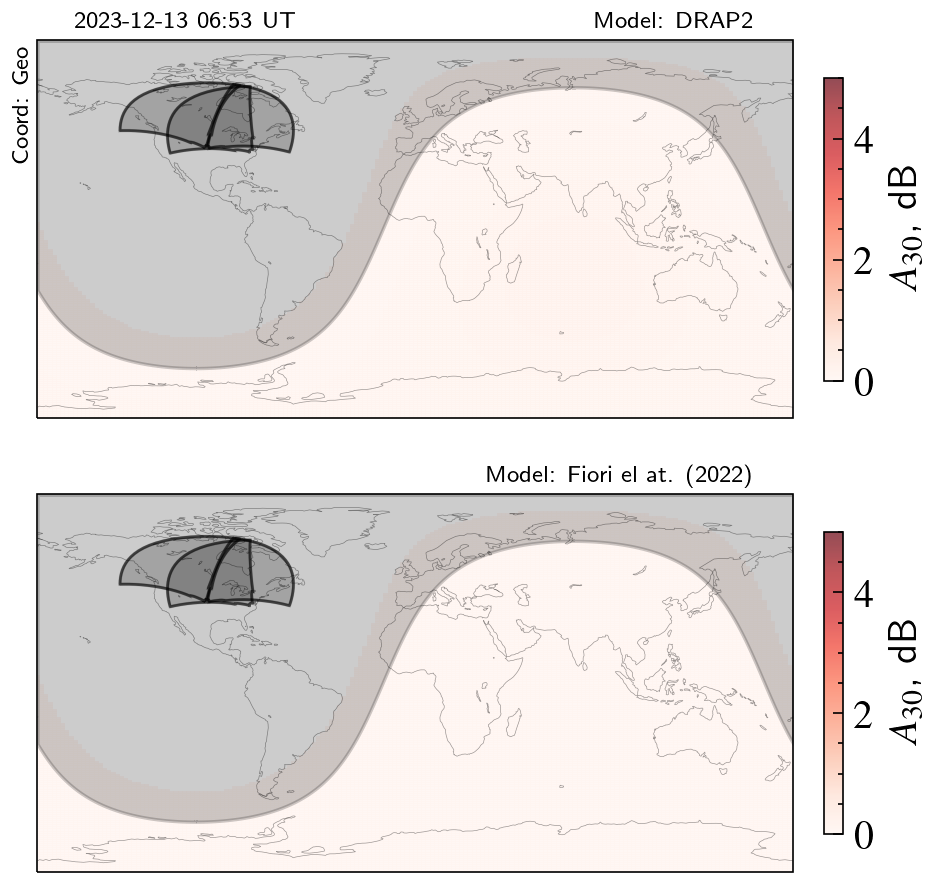 2023-12-13 06:53 UT
Model: DRAP2
Coord: Geo
4
2
0
A30, dB
Model: Fiori el at. (2022)
4
2
0
A30, dB